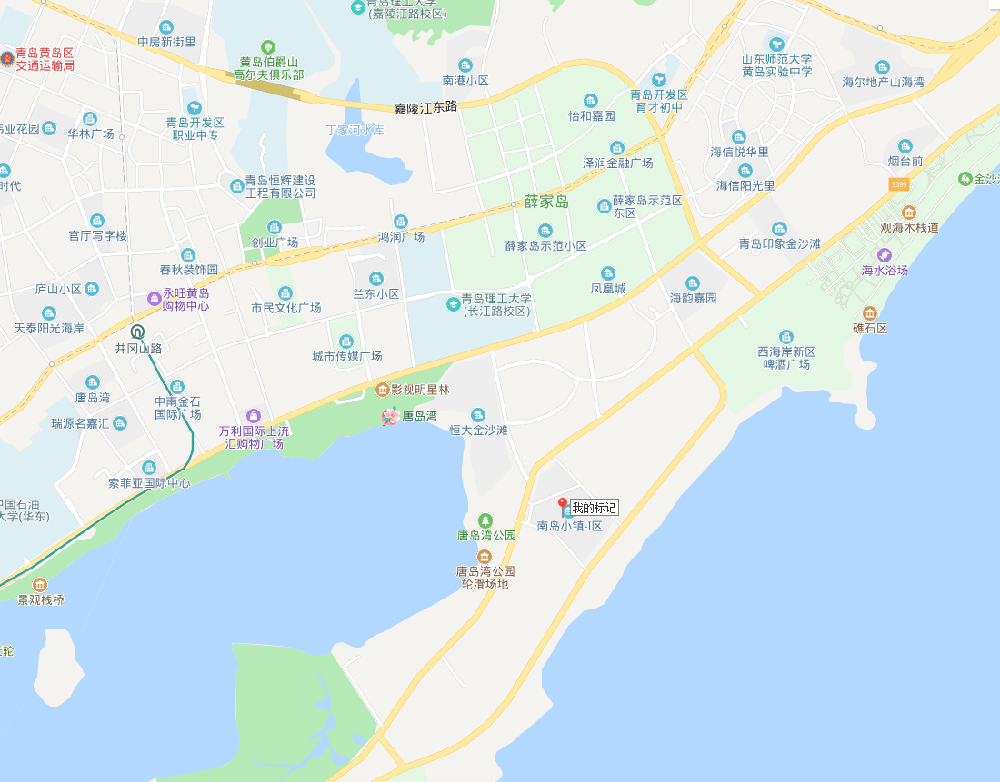 青岛理工大学
(嘉陵江路校区)
中房新街里
青岛黄岛区
交通运输局
黄岛伯爵山
高尔夫俱乐部
南港小区
山东师范大学
黄岛实验中学
海尔地产山海湾
青岛开发区
育才初中
嘉陵江东路
怡和嘉园
青岛开发区
职业中专
华林广场
业花园
丁家河水库
海信悦华里
泽润金融广场
烟台前
时代
青岛恒辉建设
工程有限公司
海信阳光里
S399
金沙
薛家岛
薛家岛示范区
东区
官厅写字楼
创业广场
鸿润广场
观海木栈道
薛家岛示范小区
青岛印象金沙滩
春秋装饰园
海水浴场
庐山小区
永旺黄岛
购物中心
市民文化广场
兰东小区
青岛理工大学
(长江路校区)
凤凰城
海韵嘉园
天泰阳光海岸
礁石区
井冈山路
城市传媒广场
西海岸新区
啤酒广场
唐岛湾
中南金石
国际广场
影视明星林
唐岛湾
瑞源名嘉汇
万利国际上流
汇购物广场
恒大金沙滩
索菲亚国际中心
中国石油
大学(华东)
我的标记
南岛小镇-I区
唐岛湾公园
唐岛湾公园
轮滑场地
景观栈桥
轮